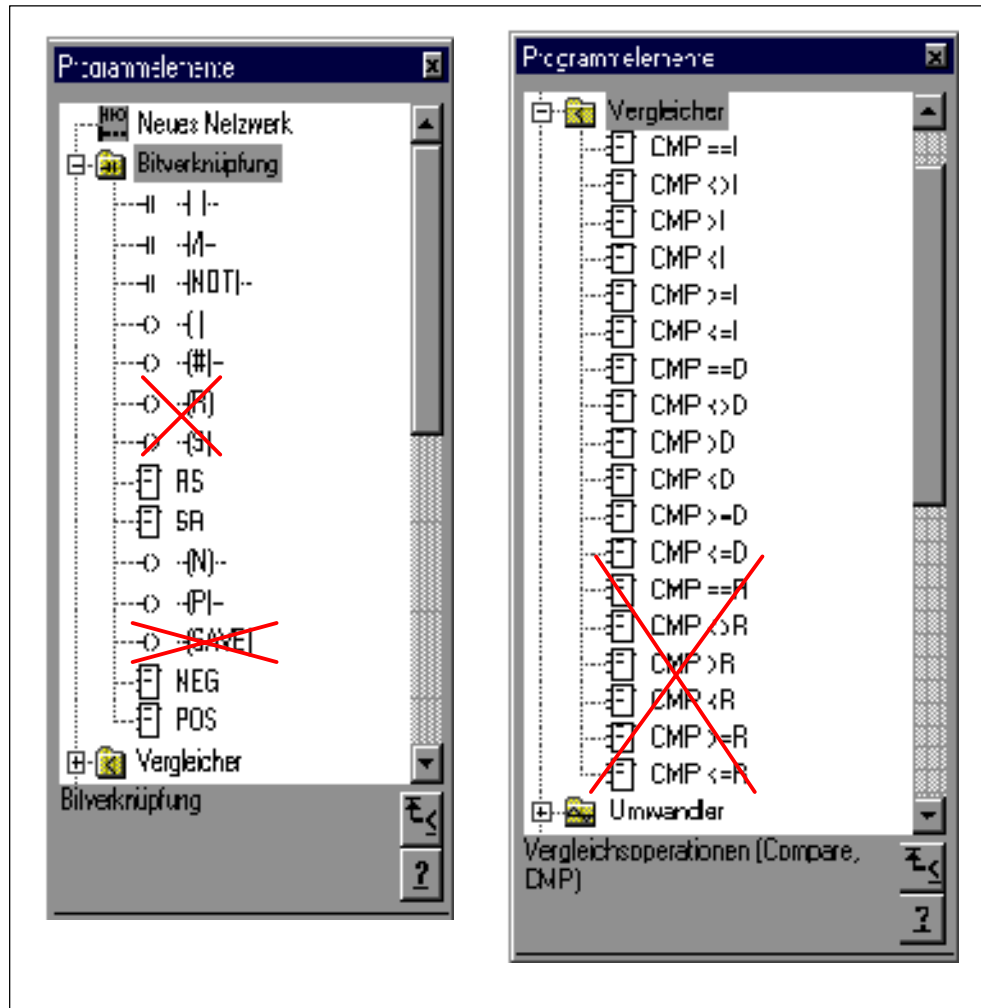 Programmelemente
Neues Netzwerk
Bitverknüpfung
-| |--
-|/|--
-|NOT|--
-( )
-(#)--
-(R)
-(S)
RS
SR
-(N)--
-(P)--
-(SAVE)
NEG
POS
Vergleicher
Bitverknüpfung
Programmelemente
Vergleicher
CMP ==I
CMP <>I
CMP >I
CMP <I
CMP >=I
CMP <=I
CMP ==D
CMP <>D
CMP >D
CMP <D
CMP >=D
CMP <=D
CMP ==R
CMP <>R
CMP >R
CMP <R
CMP >=R
CMP <=R
Umwandler
Vergleichsoperationen (Compare,
CMP)